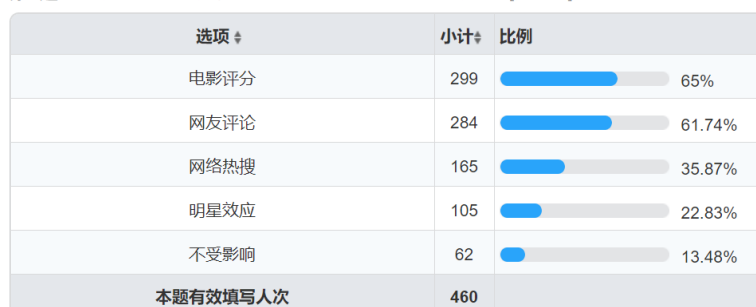 选项 小计 比例
电影评分 299 65%
网友评论 284 61.74%
网络热搜 165 35.87%
明星效应 105 22.83%
不受影响 62 13.48%
本题有效填写人次 460